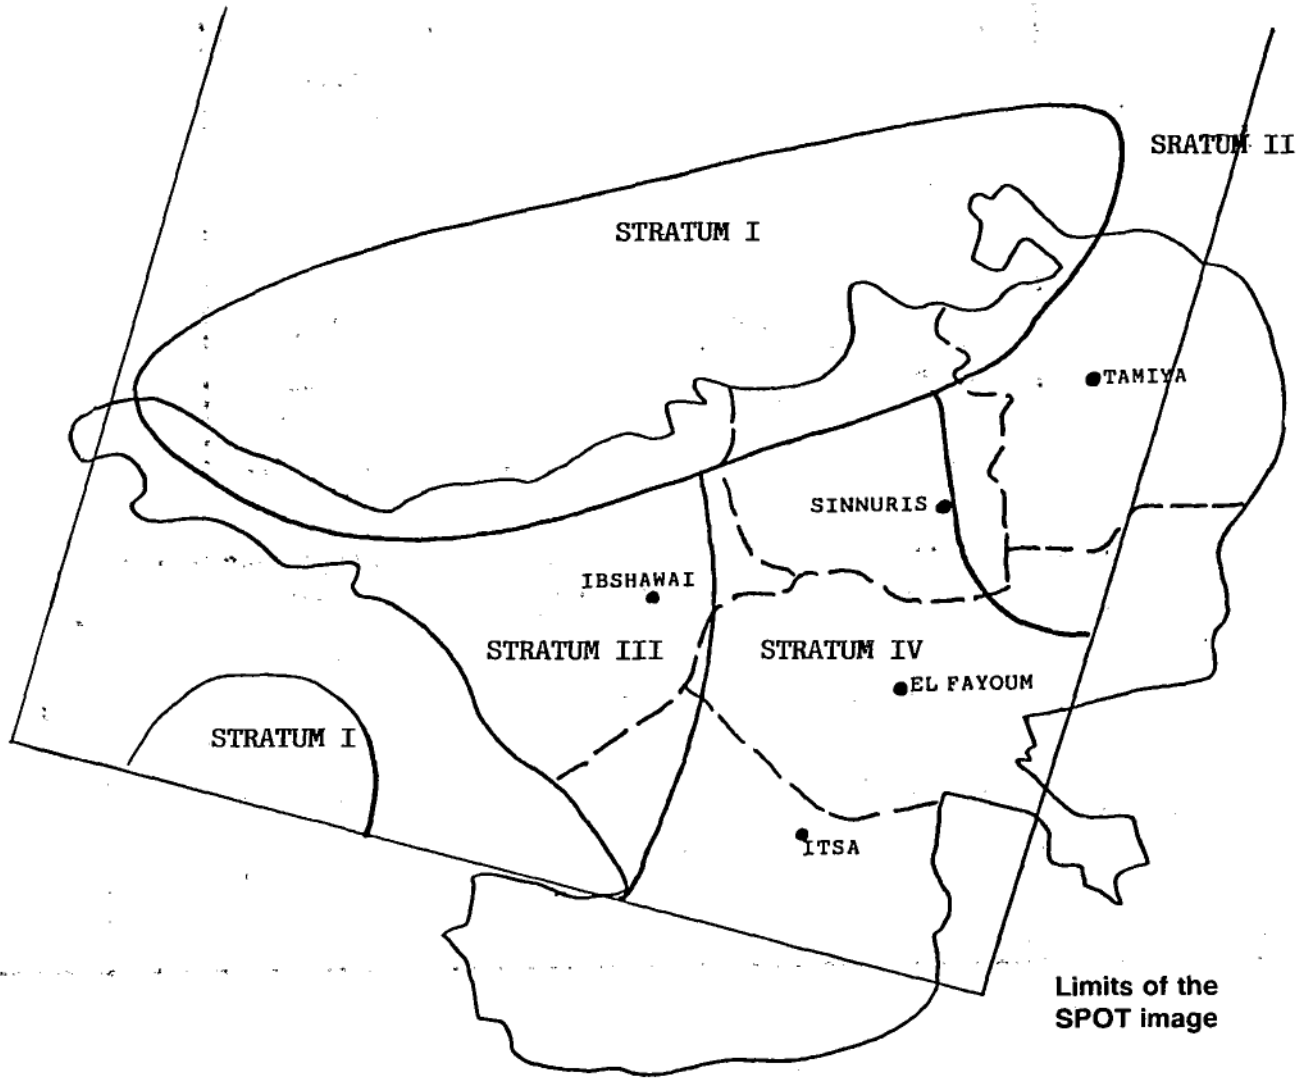 SRATUM II
STRATUM I
TAMIYA
SINNURIS
IBSHAWAI
STRATUM III
STRATUM IV
EL FAYOUM
STRATUM I
ITSA
Limits of the
SPOT image